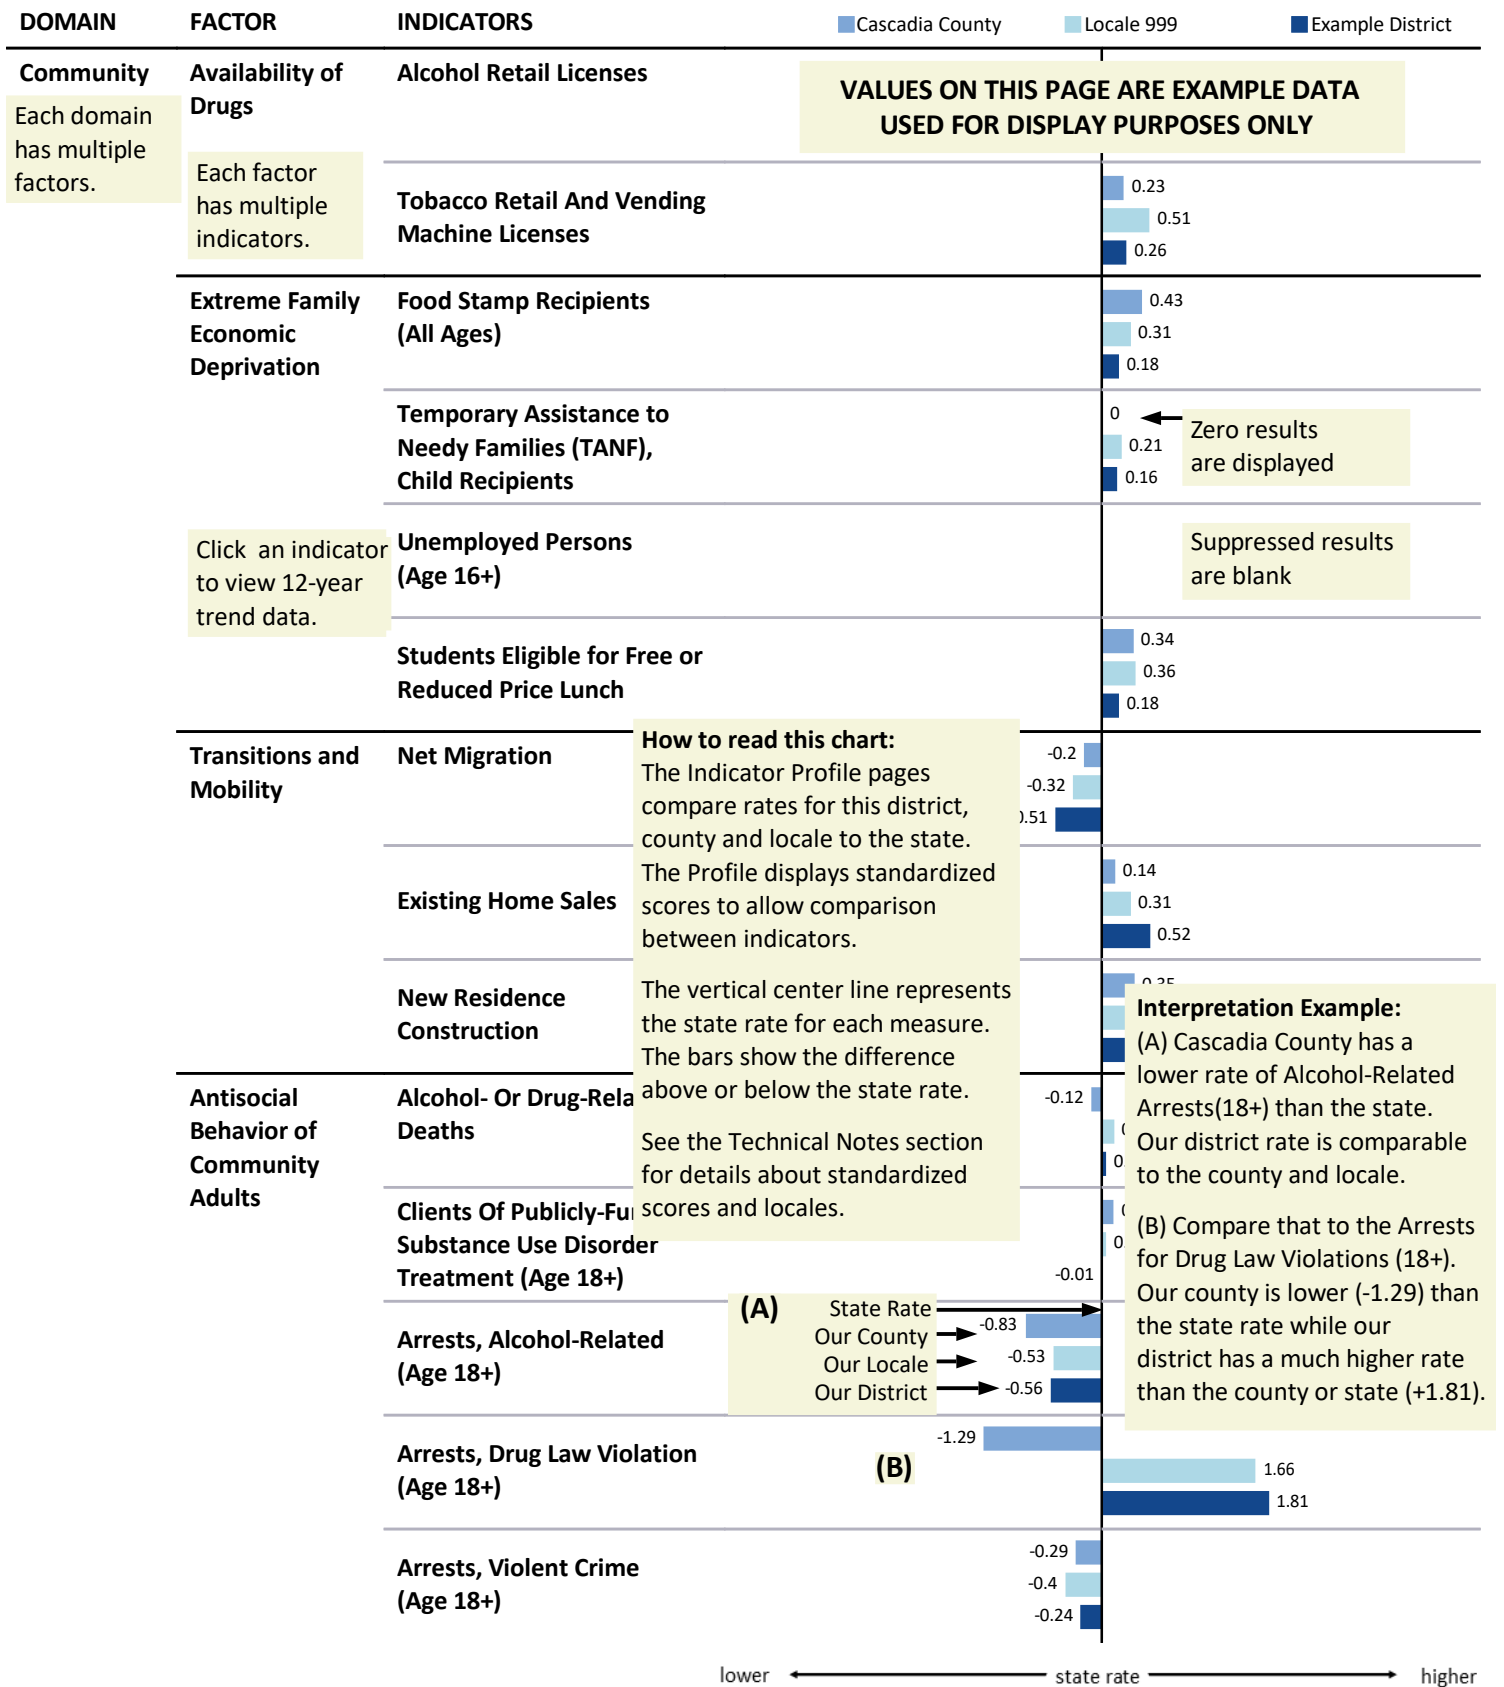 DOMAIN FACTOR INDICATORS Cascadia County Locale 999 Example District
Community Availability of Drugs Alcohol Retail Licenses
VALUES ON THIS PAGE ARE EXAMPLE DATA
USED FOR DISPLAY PURPOSES ONLY
Each domain
has multiple
factors.
Each factor
has multiple
indicators.
Tobacco Retail And Vending
Machine Licenses
0.23
0.51
0.26
Extreme Family
Economic
Deprivation
Food Stamp Recipients
(All Ages)
0.43
0.31
0.18
Temporary Assistance to
Needy Families (TANF),
Child Recipients
0
0.21
0.16
Zero results
are displayed
Click an indicator
to view 12-year
trend data.
Unemployed Persons
(Age 16+)
Suppressed results
are blank
Students Eligible for Free or
Reduced Price Lunch
0.34
0.36
0.18
Transitions and
Mobility
Net Migration
-0.2
-0.32
.51
Existing Home Sales
0.14
0.31
0.52
New Residence
Construction
0.35
How to read this chart:
The Indicator Profile pages
compare rates for this district,
county and locale to the state.
The Profile displays standardized
scores to allow comparison
between indicators.
The vertical center line represents
the state rate for each measure.
The bars show the difference
above or below the state rate.
See the Technical Notes section
for details about standardized
scores and locales.
Antisocial
Behavior of
Community
Adults
Alcohol- Or Drug-Rela
Deaths
-0.12
0.
Clients Of Publicly-Fu
Substance Use Disorder
Treatment (Age 18+)
0.
-0.01
Interpretation Example:
(A) Cascadia County has a
lower rate of Alcohol-Related
Arrests(18+) than the state.
Our district rate is comparable
to the county and locale.
(B) Compare that to the Arrests
for Drug Law Violations (18+).
Our county is lower (-1.29) than
the state rate while our
district has a much higher rate
than the county or state (+1.81).
Arrests, Alcohol-Related
(Age 18+)
(A) State Rate
Our County -0.83
Our Locale -0.53
Our District -0.56
Arrests, Drug Law Violation
(Age 18+)
-1.29
(B)
1.66
1.81
Arrests, Violent Crime
(Age 18+)
-0.29
-0.4
-0.24
lower state rate higher